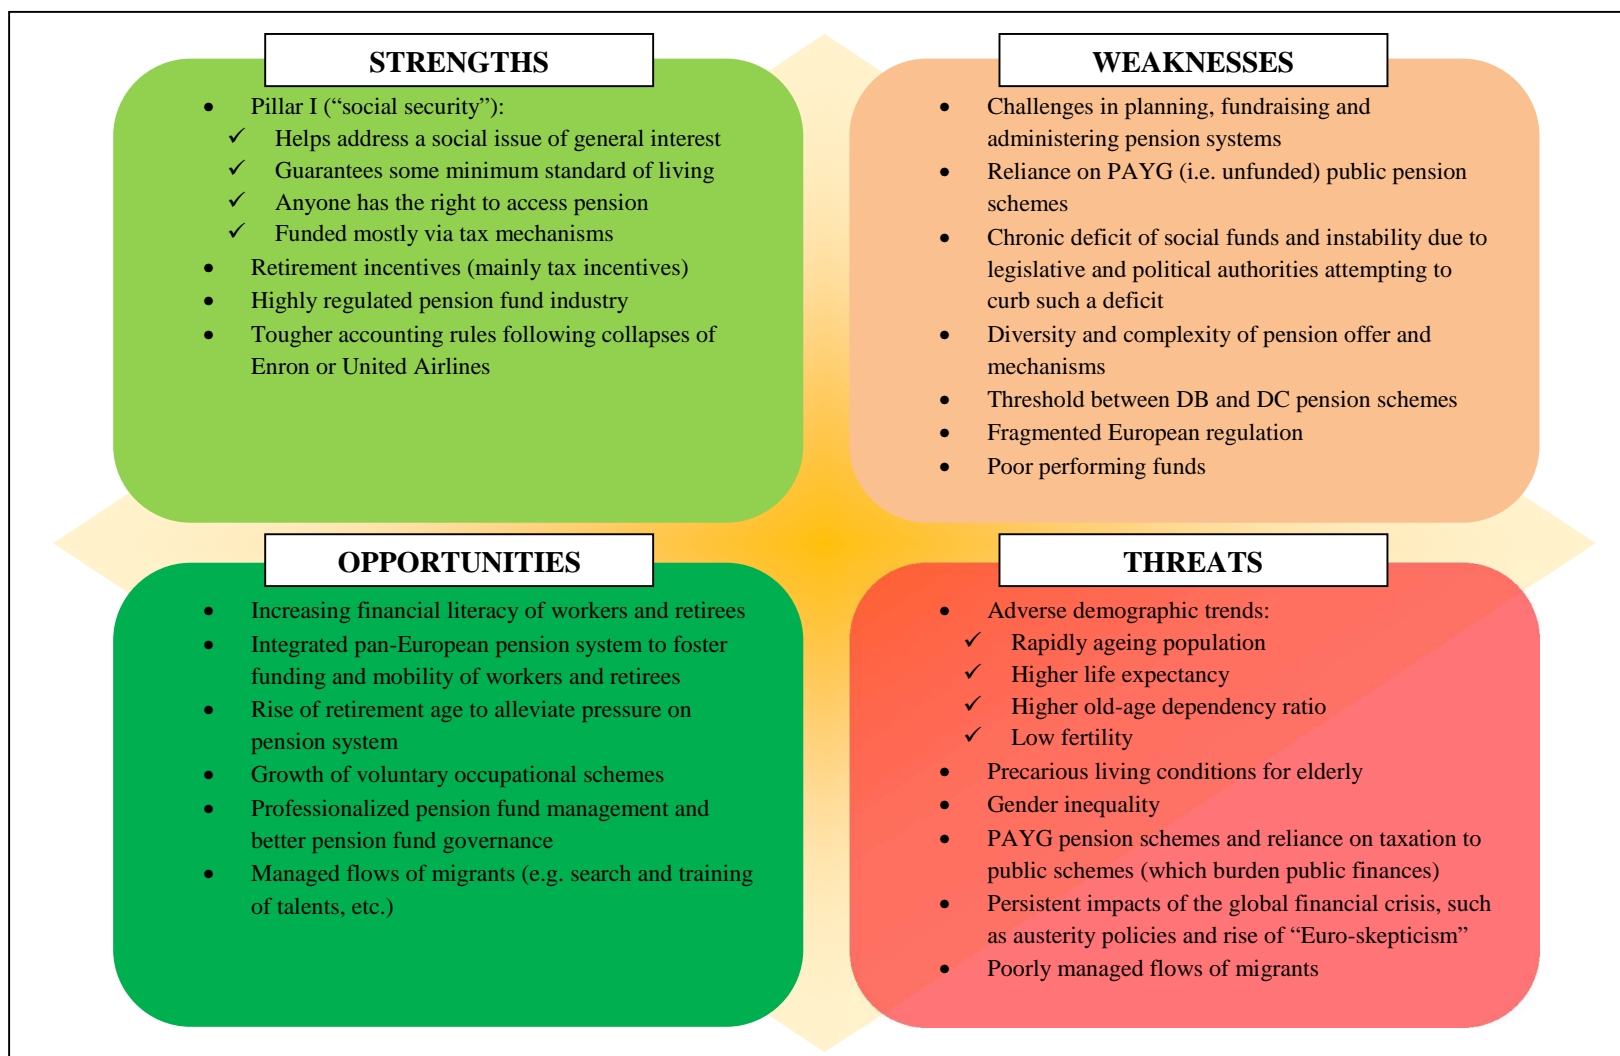 STRENGTHS
• Pillar I (“social security”):
✓ Helps address a social issue of general interest
✓ Guarantees some minimum standard of living
✓ Anyone has the right to access pension
✓ Funded mostly via tax mechanisms
• Retirement incentives (mainly tax incentives)
• Highly regulated pension fund industry
• Tougher accounting rules following collapses of
Enron or United Airlines
WEAKNESSES
• Challenges in planning, fundraising and
administering pension systems
• Reliance on PAYG (i.e. unfunded) public pension
schemes
• Chronic deficit of social funds and instability due to
legislative and political authorities attempting to
curb such a deficit
• Diversity and complexity of pension offer and
mechanisms
• Threshold between DB and DC pension schemes
• Fragmented European regulation
• Poor performing funds
OPPORTUNITIES
• Increasing financial literacy of workers and retirees
• Integrated pan-European pension system to foster
funding and mobility of workers and retirees
• Rise of retirement age to alleviate pressure on
pension system
• Growth of voluntary occupational schemes
• Professionalized pension fund management and
better pension fund governance
• Managed flows of migrants (e.g. search and training
of talents, etc.)
THREATS
• Adverse demographic trends:
✓ Rapidly ageing population
✓ Higher life expectancy
✓ Higher old-age dependency ratio
✓ Low fertility
• Precarious living conditions for elderly
• Gender inequality
• PAYG pension schemes and reliance on taxation to
public schemes (which burden public finances)
• Persistent impacts of the global financial crisis, such
as austerity policies and rise of “Euro-skepticism”
• Poorly managed flows of migrants